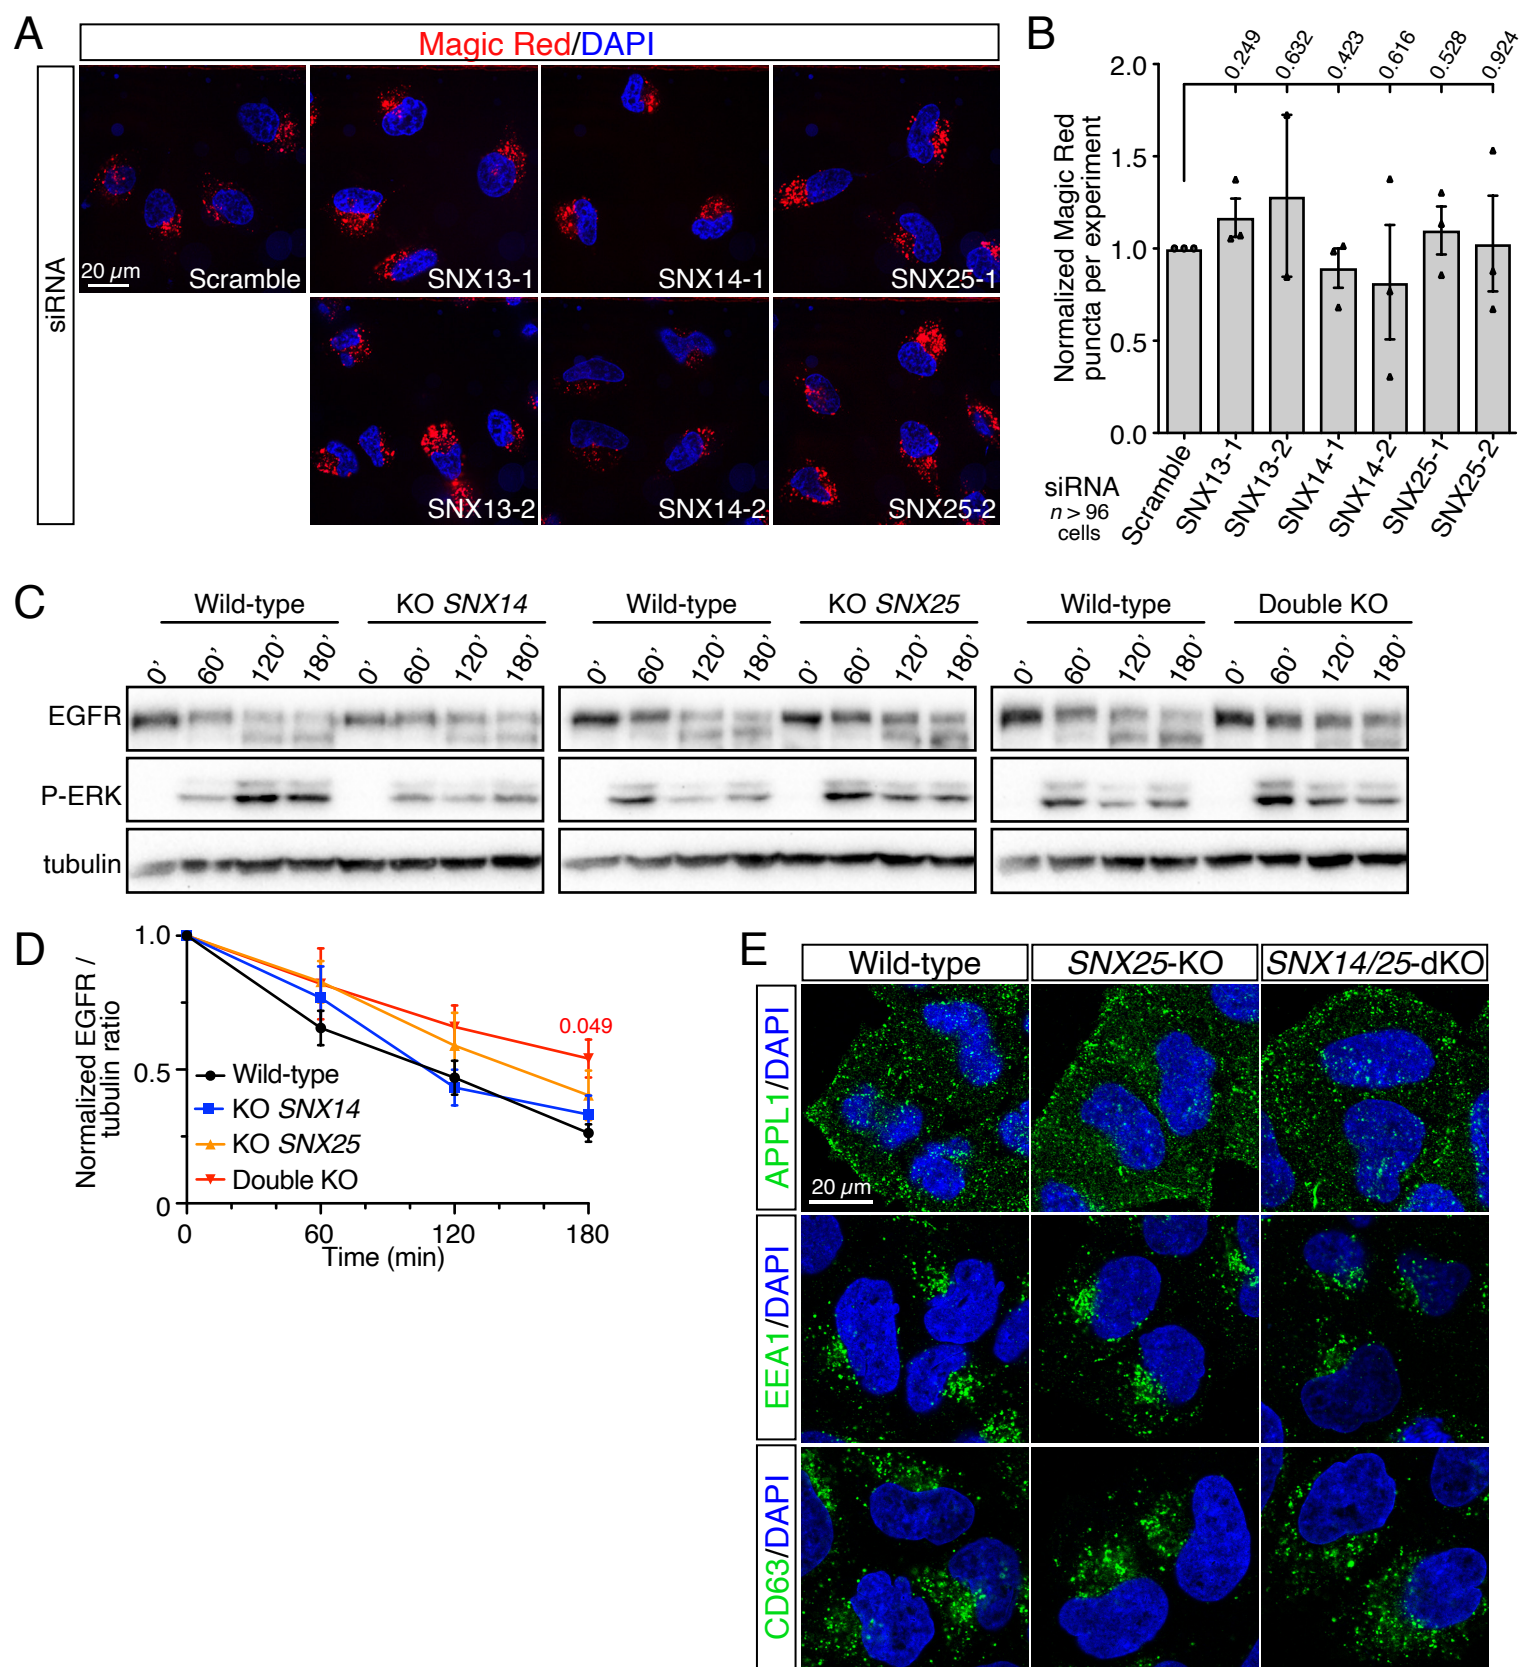 A
Magic Red/DAPI
siRNA
20 µm
Scramble
SNX13-1
SNX14-1
SNX25-1
SNX13-2
SNX14-2
SNX25-2
B
0.249
0.632
0.423
0.616
0.528
0.924
Normalized Magic Red
puncta per experiment
2.0
1.5
1.0
0.5
0.0
siRNA
n > 96
cells
Scramble
SNX13-1
SNX13-2
SNX14-1
SNX14-2
SNX25-1
SNX25-2
C
Wild-type
KO SNX14
Wild-type
KO SNX25
Wild-type
Double KO
0' 60' 120' 180' 0' 60' 120' 180'
0' 60' 120' 180' 0' 60' 120' 180'
0' 60' 120' 180' 0' 60' 120' 180'
EGFR
P-ERK
tubulin
D
Normalized EGFR /
tubulin ratio
1.0
0.5
0
0.049
Wild-type
KO SNX14
KO SNX25
Double KO
0 60 120 180
Time (min)
E
Wild-type
SNX25-KO
SNX14/25-dKO
APPL1/DAPI
20 µm
EEA1/DAPI
CD63/DAPI